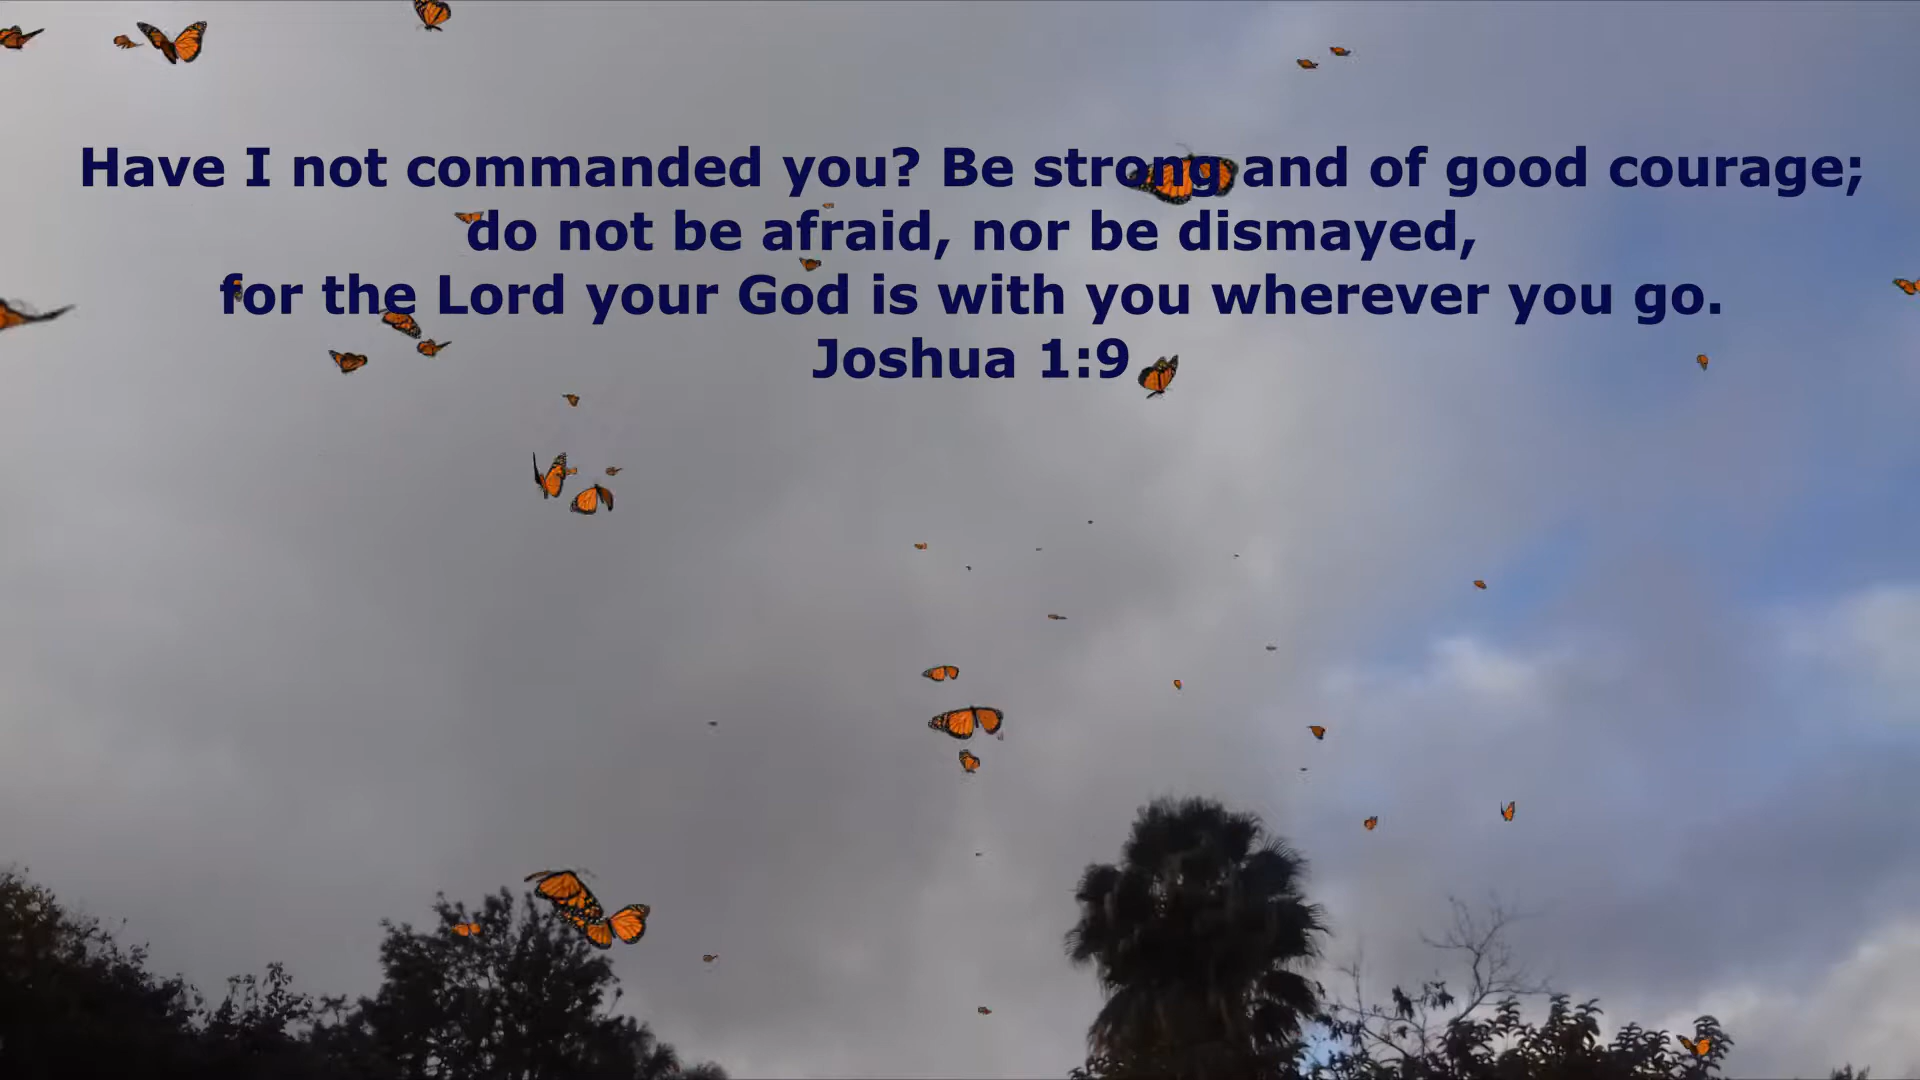 Have I not commanded you? Be strong and of good courage;
do not be afraid, nor be dismayed,
for the Lord your God is with you wherever you go.
Joshua 1:9